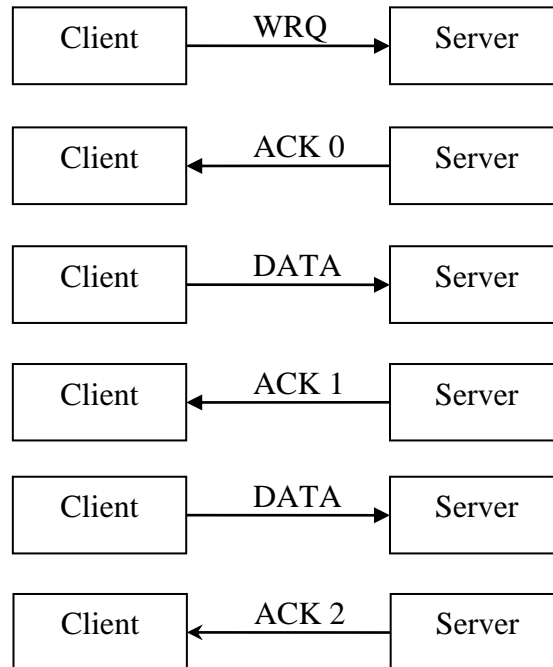 Client WRQ Server
Client ACK 0 Server
Client DATA Server
Client ACK 1 Server
Client DATA Server
Client ACK 2 Server